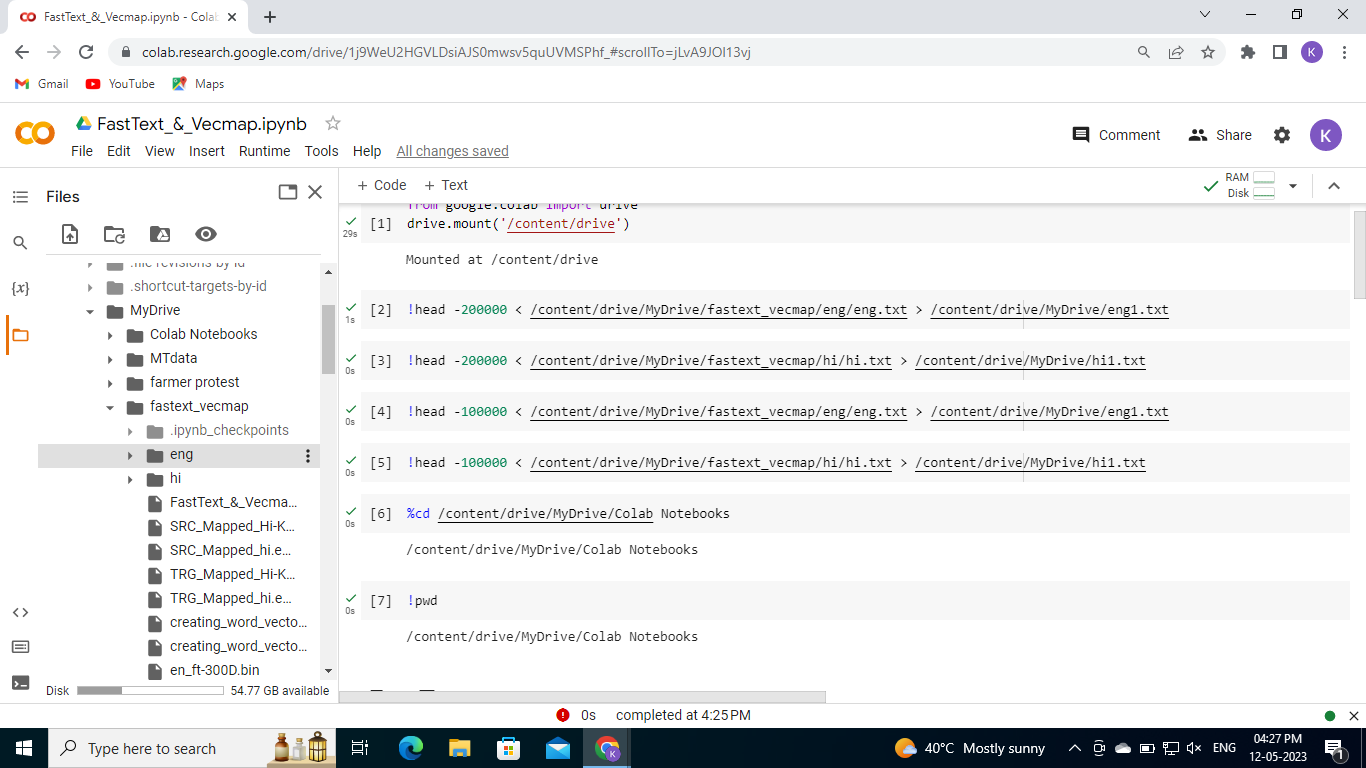 FastText_&_Vecmap.ipynb - Colab
colab.research.google.com/drive/1j9WeU2HGVLDsiAJS0mwsv5quUVMSPhf_#scrollTo=jLvA9JOI13vj
K
Gmail
YouTube
Maps
FastText_&_Vecmap.ipynb
File Edit View Insert Runtime Tools Help All changes saved
Comment
Share
K
Files
+ Code + Text
RAM
Disk
{x}
.file-revisions-by-id
.shortcut-targets-by-id
MyDrive
Colab Notebooks
MTdata
farmer protest
fastext_vecmap
.ipynb_checkpoints
eng
hi
FastText_&_Vecma...
SRC_Mapped_Hi-K...
SRC_Mapped_hi.e...
TRG_Mapped_Hi-K...
TRG_Mapped_hi.e...
creating_word_vecto...
creating_word_vecto...
en_ft-300D.bin
Disk 54.77 GB available
from google.colab import drive
29s [1] drive.mount('/content/drive')
Mounted at /content/drive
1s [2] !head -200000 < /content/drive/MyDrive/fastext_vecmap/eng/eng.txt > /content/drive/MyDrive/eng1.txt
0s [3] !head -200000 < /content/drive/MyDrive/fastext_vecmap/hi/hi.txt > /content/drive/MyDrive/hi1.txt
0s [4] !head -100000 < /content/drive/MyDrive/fastext_vecmap/eng/eng.txt > /content/drive/MyDrive/eng1.txt
0s [5] !head -100000 < /content/drive/MyDrive/fastext_vecmap/hi/hi.txt > /content/drive/MyDrive/hi1.txt
0s [6] %cd /content/drive/MyDrive/Colab Notebooks
/content/drive/MyDrive/Colab Notebooks
0s [7] !pwd
/content/drive/MyDrive/Colab Notebooks
0s completed at 4:25 PM
Type here to search
40°C Mostly sunny
ENG
04:27 PM
12-05-2023
1